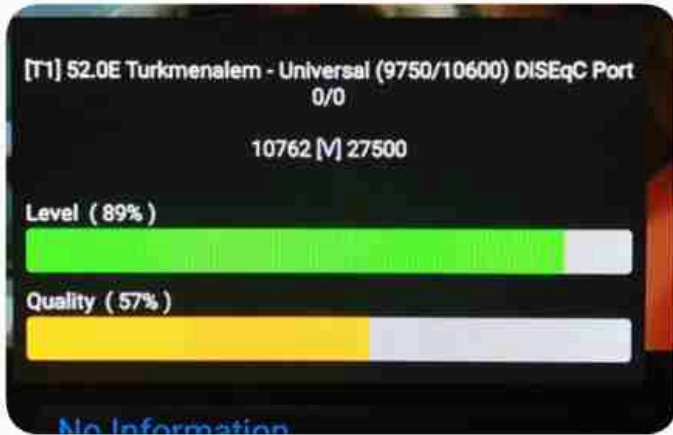 [T1] 52.0E Turkmenalem - Universal (9750/10600) DISEqC Port
0/0
10762 [V] 27500
Level ( 89% )
Quality ( 57% )
No Information